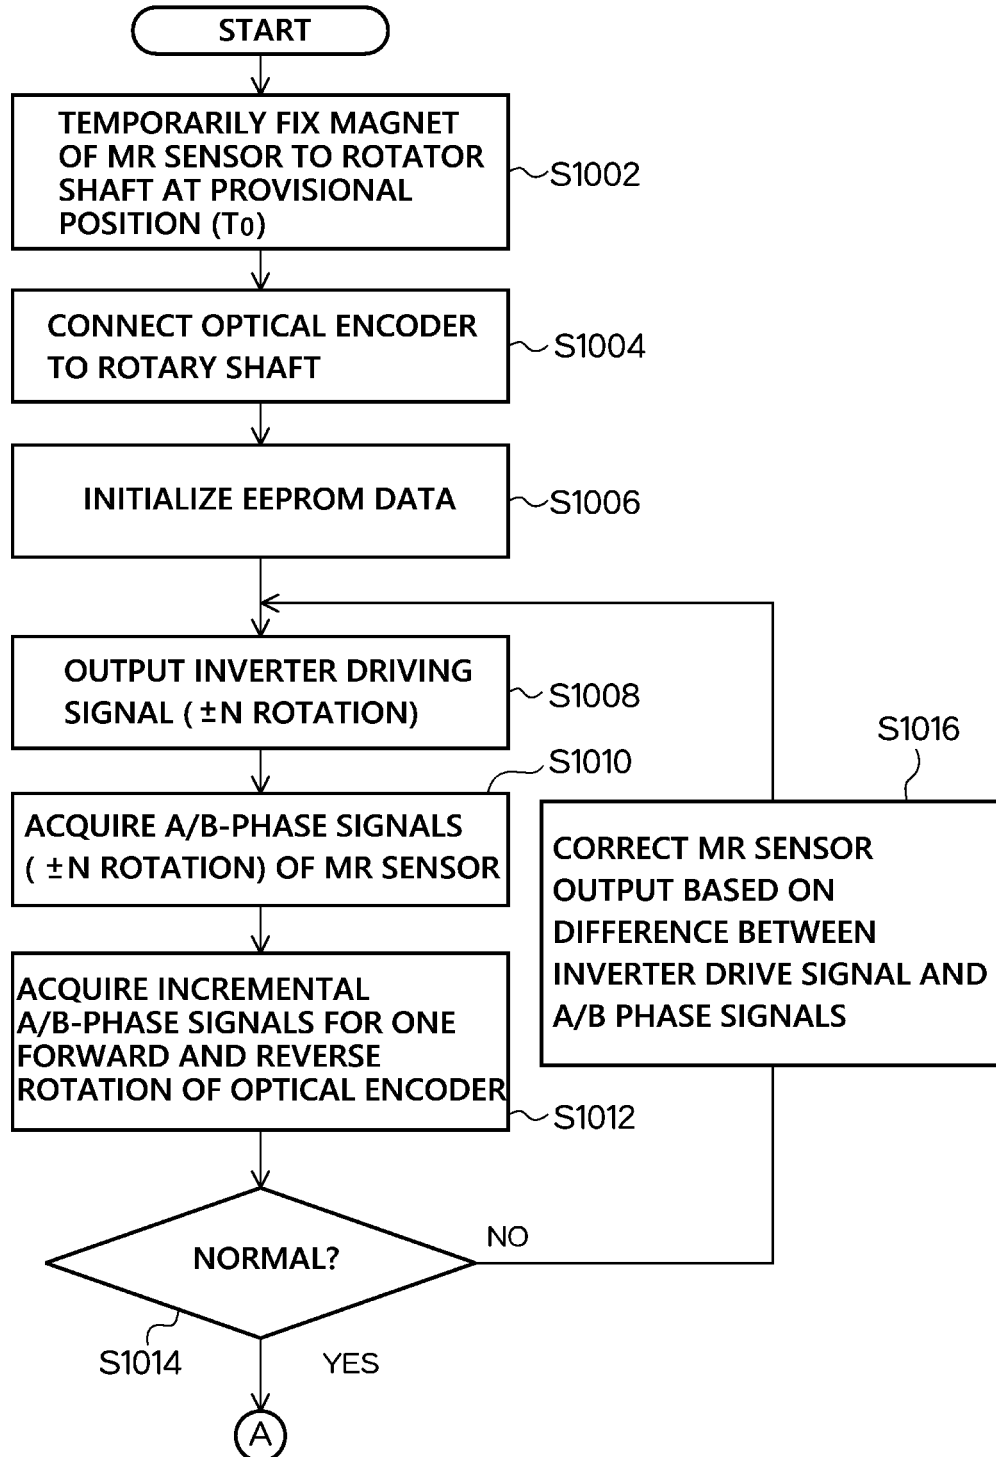 START
TEMPORARILY FIX MAGNET
OF MR SENSOR TO ROTATOR
SHAFT AT PROVISIONAL
POSITION (T0)
S1002
CONNECT OPTICAL ENCODER
TO ROTARY SHAFT
S1004
INITIALIZE EEPROM DATA
S1006
OUTPUT INVERTER DRIVING
SIGNAL ( ±N ROTATION)
S1008
ACQUIRE A/B-PHASE SIGNALS
( ±N ROTATION) OF MR SENSOR
S1010
ACQUIRE INCREMENTAL
A/B-PHASE SIGNALS FOR ONE
FORWARD AND REVERSE
ROTATION OF OPTICAL ENCODER
S1012
NORMAL?
S1014
NO
YES
S1016
CORRECT MR SENSOR
OUTPUT BASED ON
DIFFERENCE BETWEEN
INVERTER DRIVE SIGNAL AND
A/B PHASE SIGNALS
A